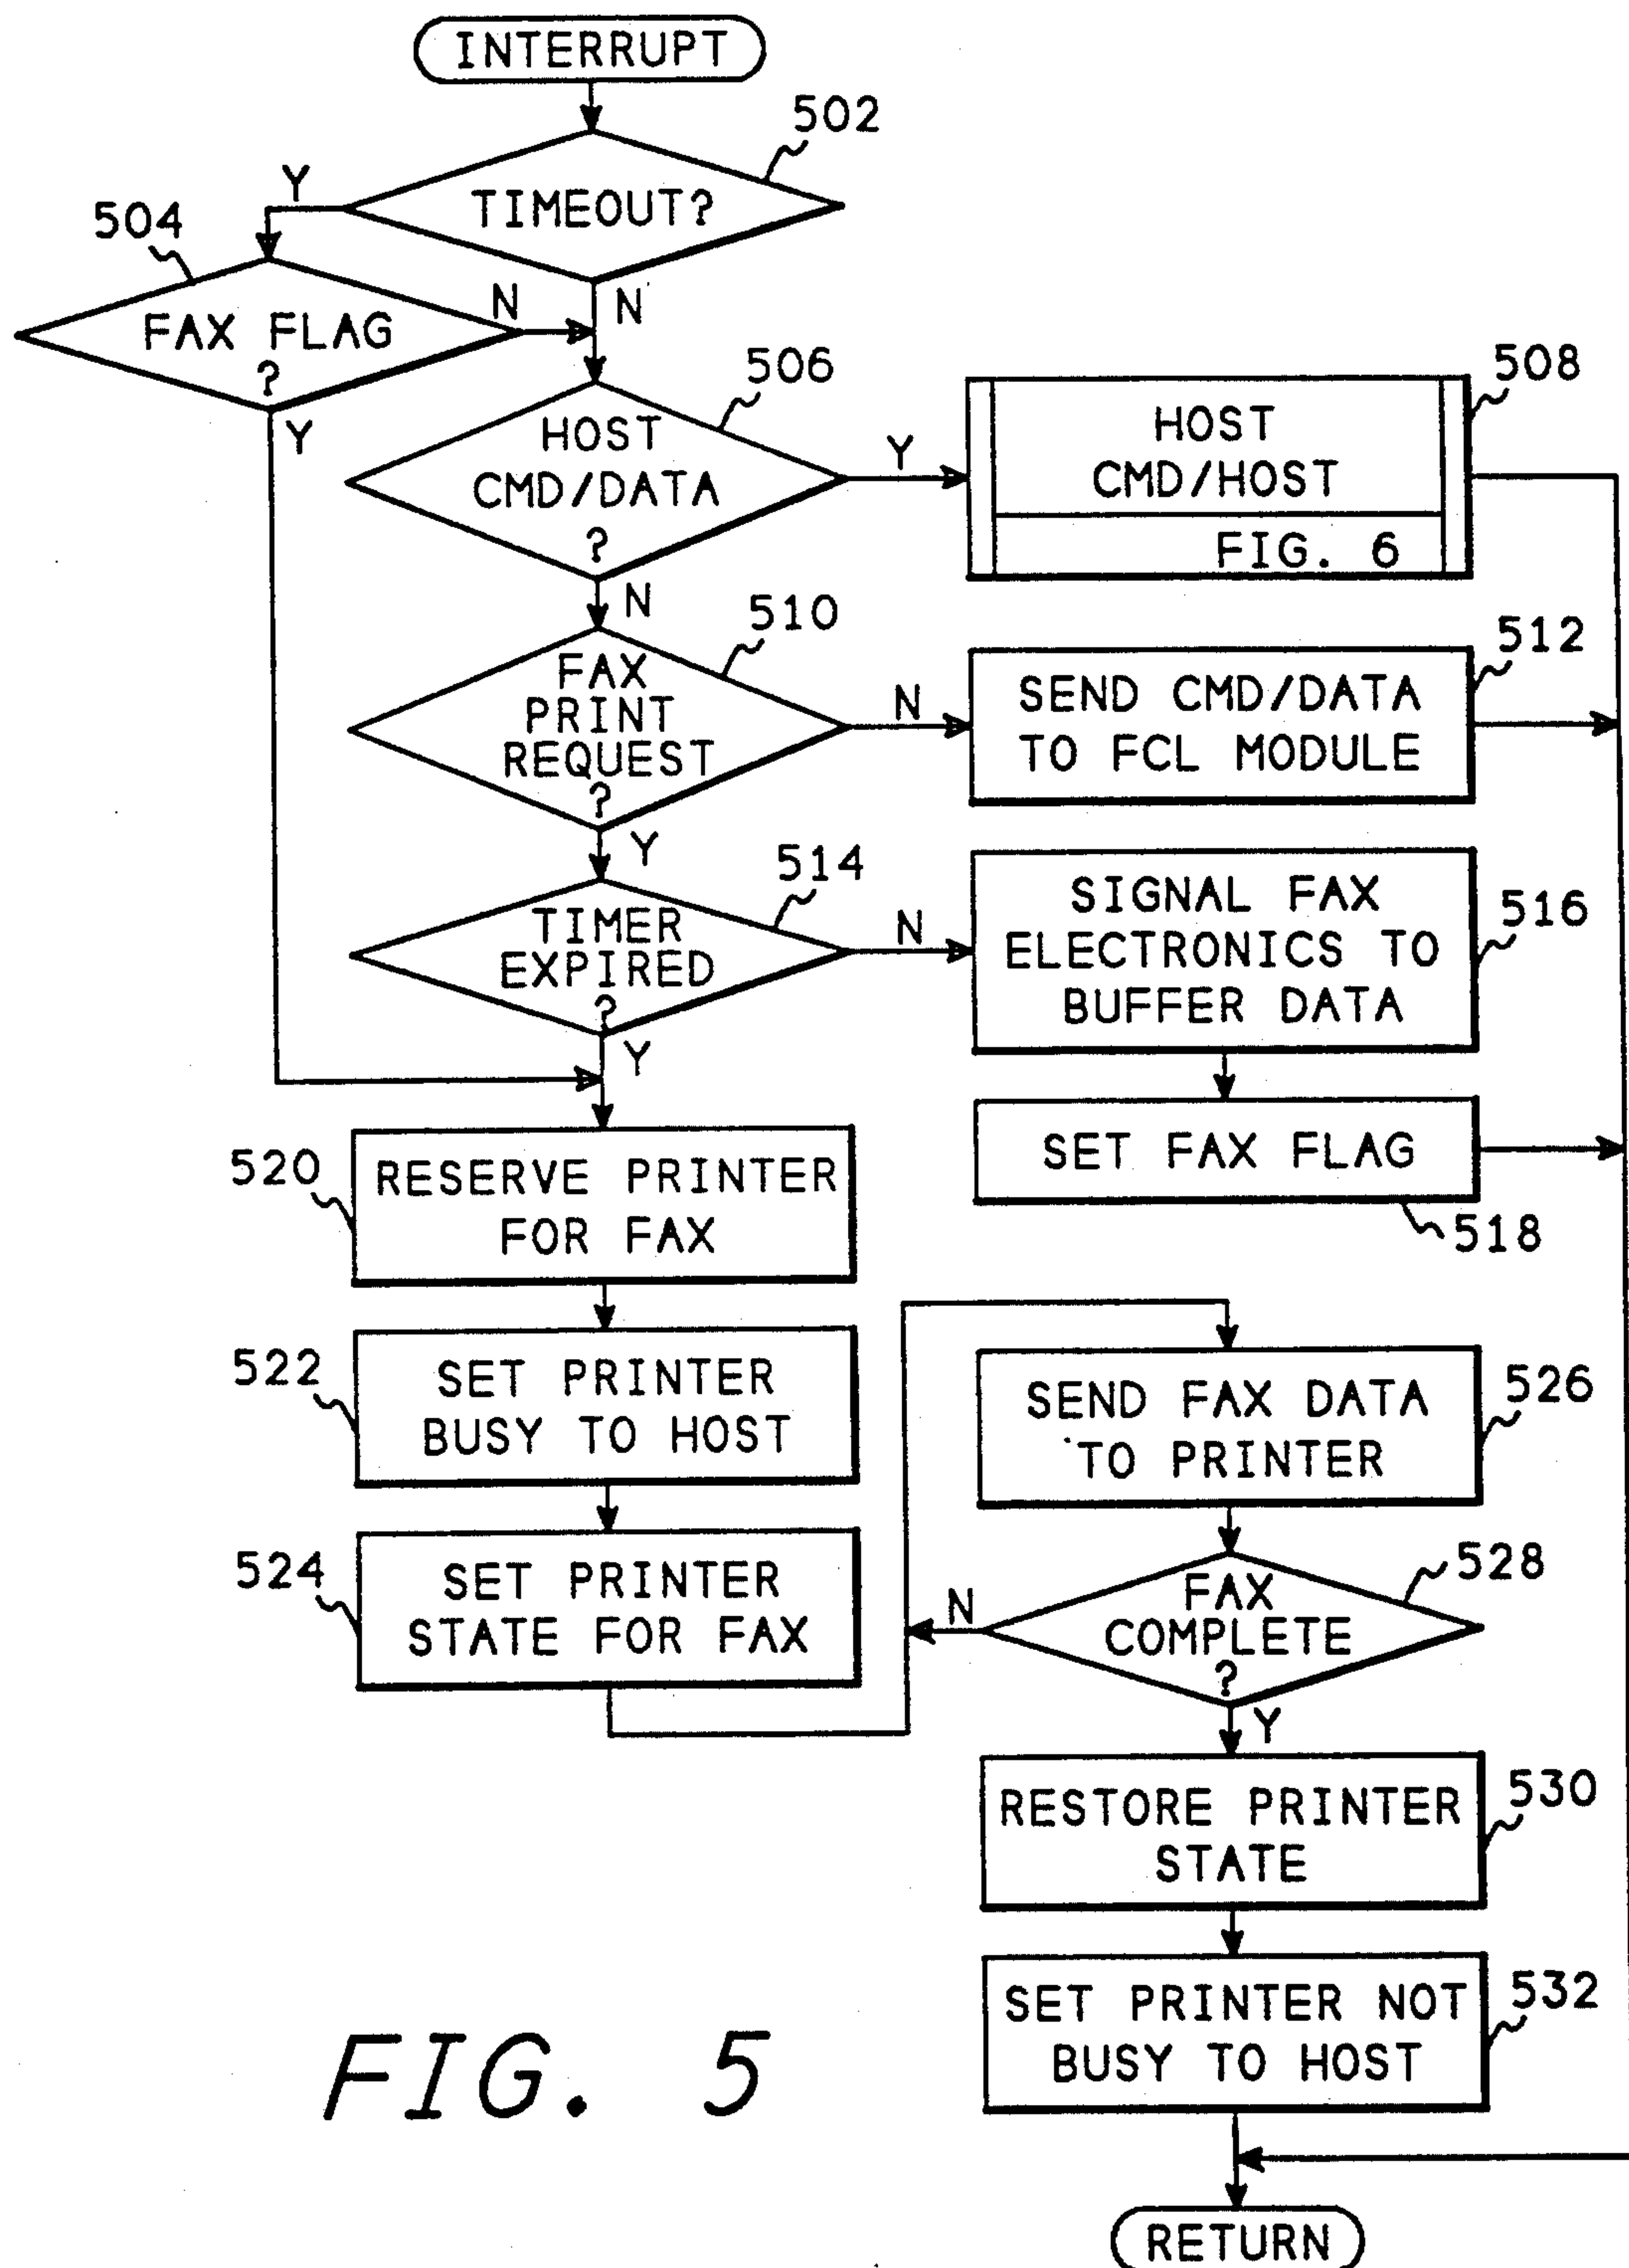 INTERRUPT
502
Y
TIMEOUT?
504
N
N
FAX FLAG
?
Y
506
HOST
CMD/DATA
?
Y
508
HOST
CMD/HOST
FIG. 6
N
510
FAX
PRINT
REQUEST
?
N
512
SEND CMD/DATA
TO FCL MODULE
Y
514
TIMER
EXPIRED
?
N
516
SIGNAL FAX
ELECTRONICS TO
BUFFER DATA
Y
SET FAX FLAG
518
520
RESERVE PRINTER
FOR FAX
522
SET PRINTER
BUSY TO HOST
524
SET PRINTER
STATE FOR FAX
526
SEND FAX DATA
TO PRINTER
528
N
FAX
COMPLETE
?
Y
530
RESTORE PRINTER
STATE
532
SET PRINTER NOT
BUSY TO HOST
RETURN
FIG. 5